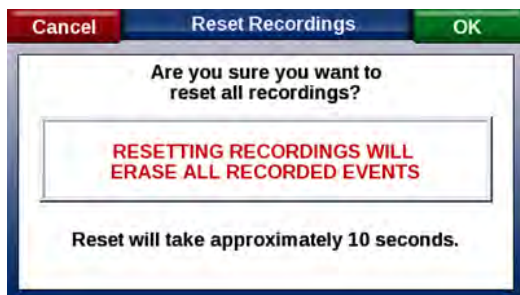 Cancel
Reset Recordings
OK
Are you sure you want to
reset all recordings?
RESETTING RECORDINGS WILL
ERASE ALL RECORDED EVENTS
Reset will take approximately 10 seconds.